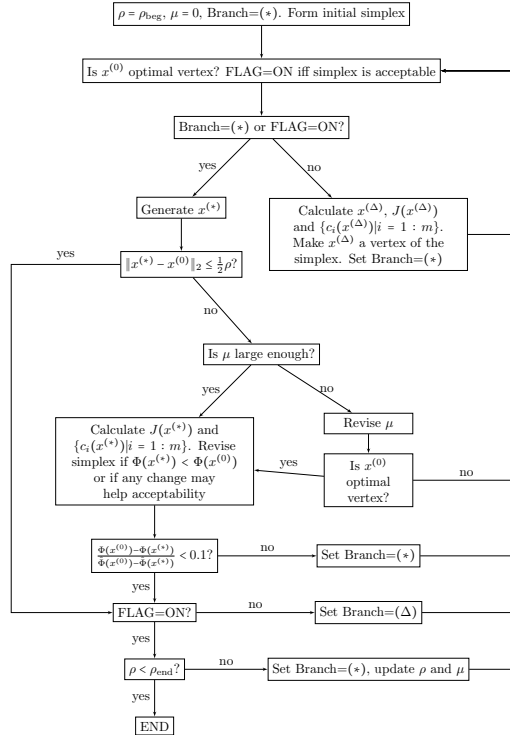 ρ = ρ_beg, μ = 0, Branch=(∗). Form initial simplex
Is x^(0) optimal vertex? FLAG=ON iff simplex is acceptable
Branch=(∗) or FLAG=ON?
yes
no
Generate x^(∗)
Calculate x^(Δ), J(x^(Δ))
and {c_i(x^(Δ))|i = 1 : m}.
Make x^(Δ) a vertex of the
simplex. Set Branch=(∗)
yes
‖x^(∗) − x^(0)‖_2 ≤ ½ρ?
no
Is μ large enough?
yes
no
Calculate J(x^(∗)) and
{c_i(x^(∗))|i = 1 : m}. Revise
simplex if Φ(x^(∗)) < Φ(x^(0))
or if any change may
help acceptability
Revise μ
yes
Is x^(0)
optimal
vertex?
no
Φ(x^(0))−Φ(x^(∗))
Φ̂(x^(0))−Φ̂(x^(∗)) < 0.1?
no
Set Branch=(∗)
yes
FLAG=ON?
no
Set Branch=(Δ)
yes
ρ < ρ_end?
no
Set Branch=(∗), update ρ and μ
yes
END